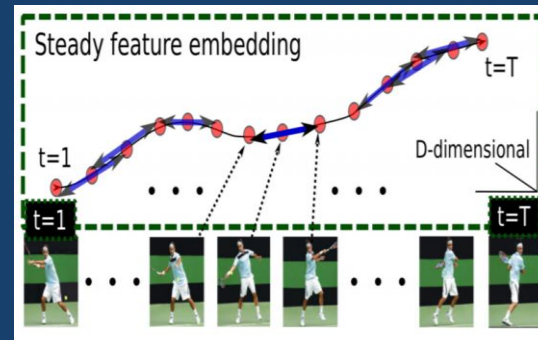 Steady feature embedding
t=T
t=1
D-dimensional
t=1
t=T